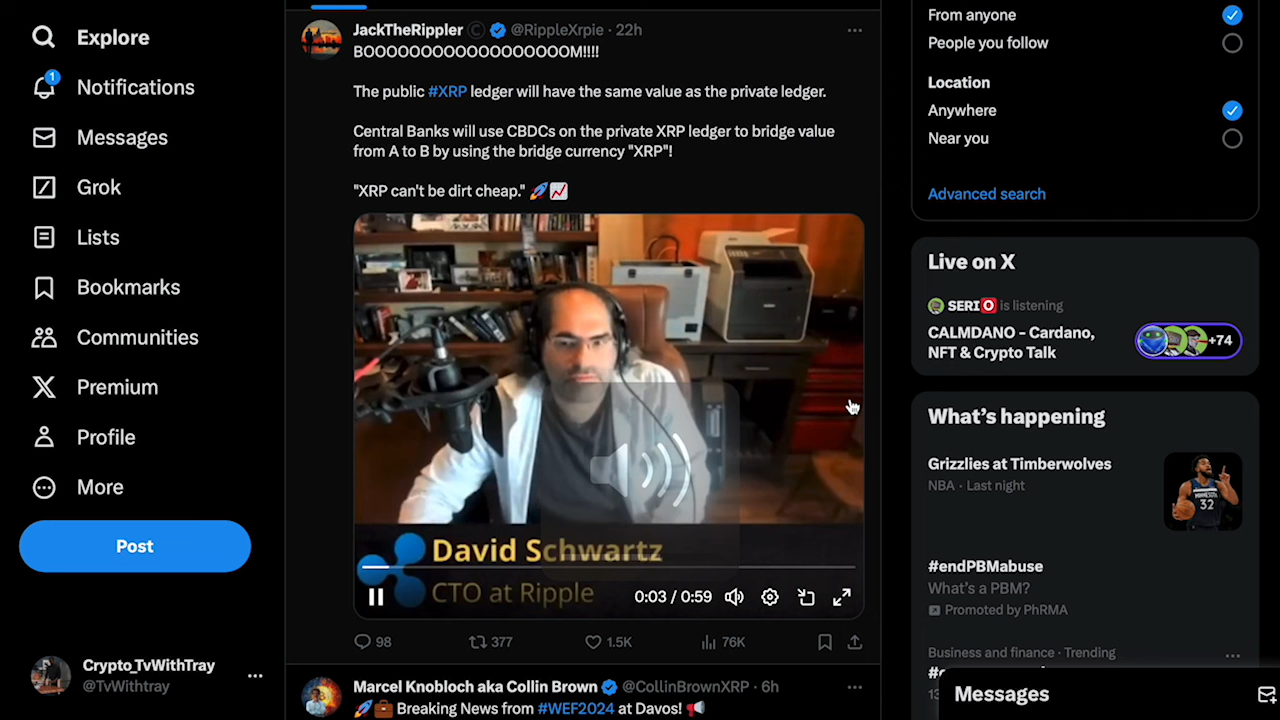 Explore
1
Notifications
Messages
Grok
Lists
Bookmarks
Communities
Premium
Profile
More
Post
Crypto_TvWithTray
@TvWithtray
JackTheRippler © @RippleXrpie · 22h
BOOOOOOOOOOOOOOOOOOM!!!!
The public #XRP ledger will have the same value as the private ledger.
Central Banks will use CBDCs on the private XRP ledger to bridge value
from A to B by using the bridge currency "XRP"!
"XRP can't be dirt cheap." 🚀📈
David Schwartz
CTO at Ripple
0:03 / 0:59
98
377
1.5K
76K
Marcel Knobloch aka Collin Brown @CollinBrownXRP · 6h
🚀💼 Breaking News from #WEF2024 at Davos! 📢
From anyone
People you follow
Location
Anywhere
Near you
Advanced search
Live on X
SERIO is listening
CALMDANO - Cardano,
NFT & Crypto Talk
+74
What's happening
Grizzlies at Timberwolves
NBA · Last night
MINNESOTA
32
#endPBMabuse
What's a PBM?
Promoted by PhRMA
Business and finance · Trending
Messages